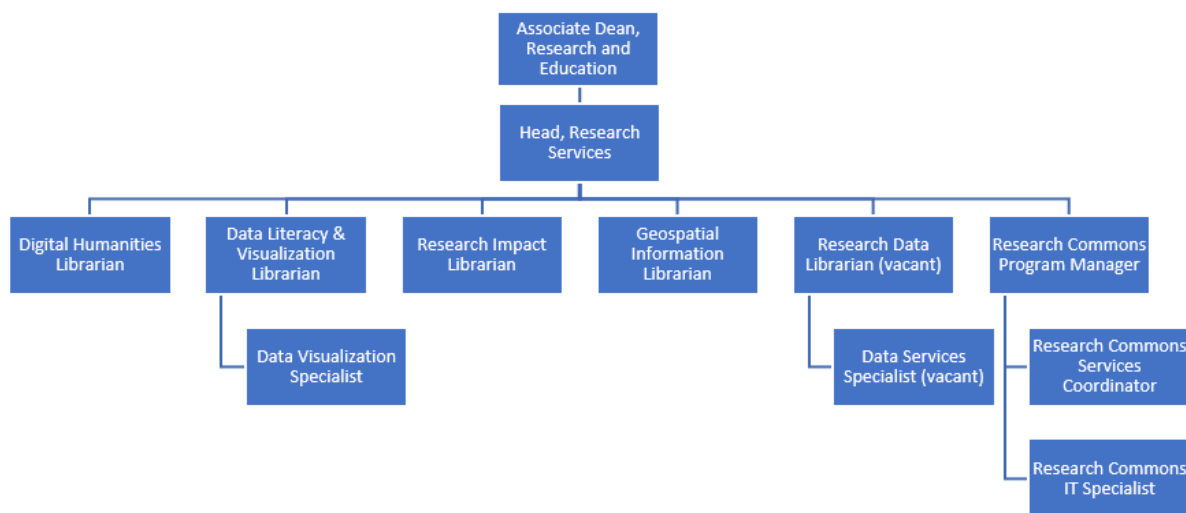 Associate Dean,
Research and
Education
Head, Research
Services
Digital Humanities
Librarian
Data Literacy &
Visualization
Librarian
Research Impact
Librarian
Geospatial
Information
Librarian
Research Data
Librarian (vacant)
Research Commons
Program Manager
Data Visualization
Specialist
Data Services
Specialist (vacant)
Research Commons
Services
Coordinator
Research Commons
IT Specialist